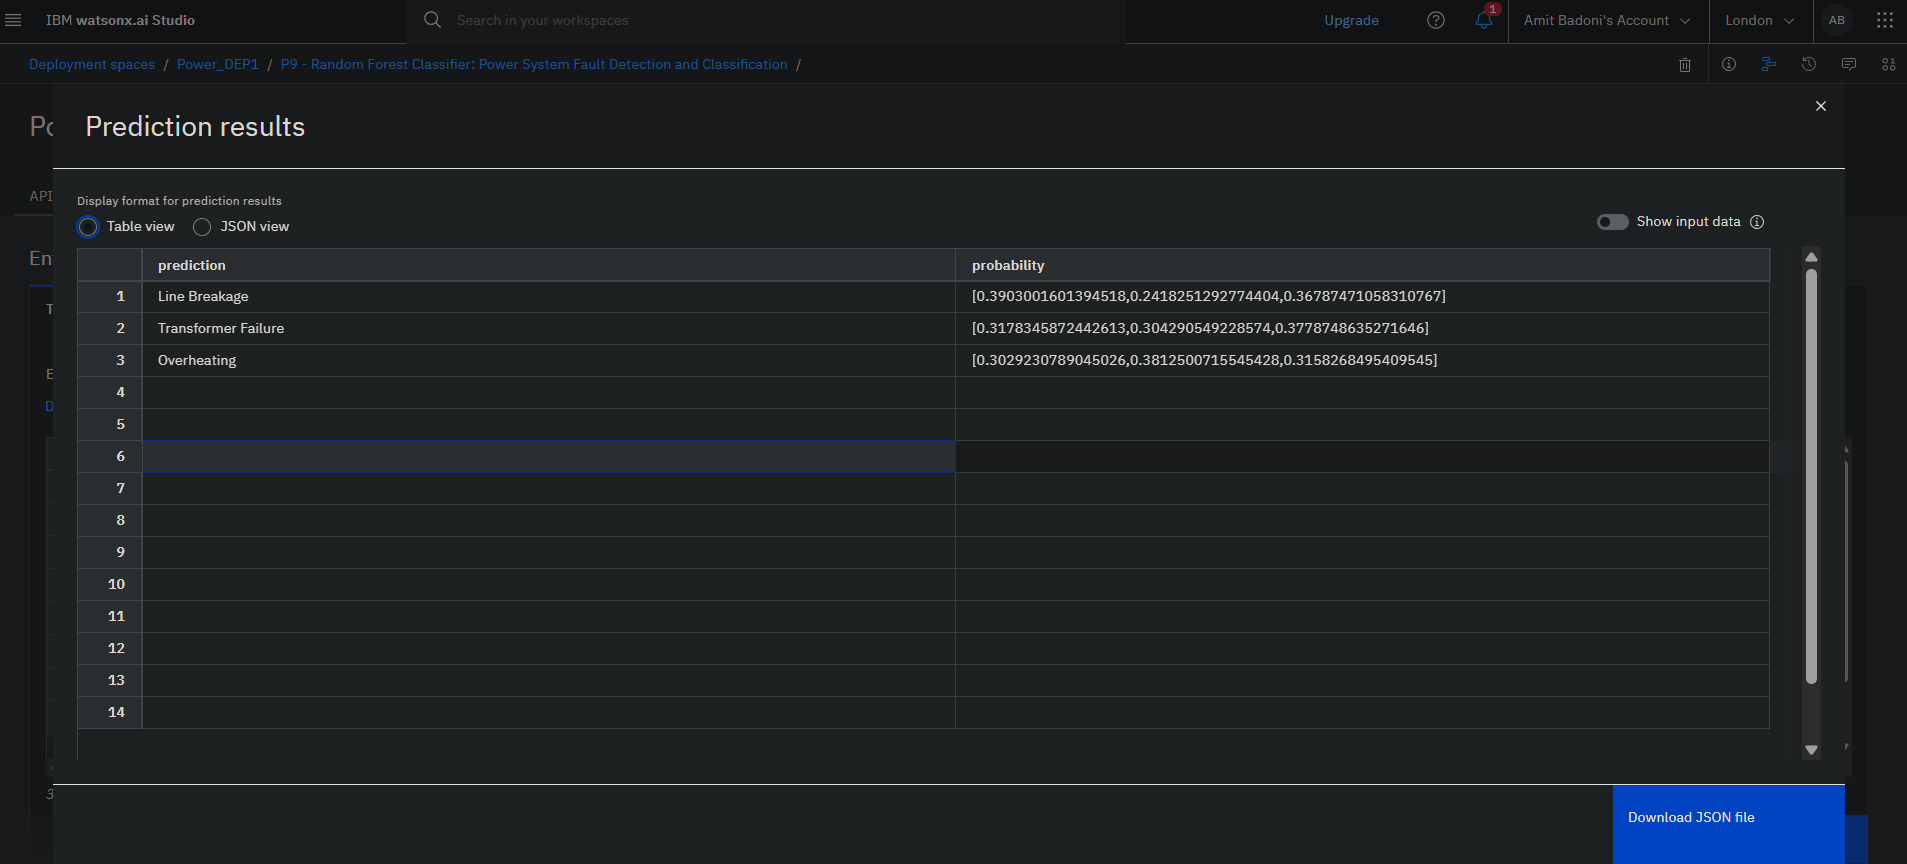 IBM watsonx.ai Studio
Search in your workspaces
Upgrade
1
Amit Badoni's Account
London
AB
Deployment spaces / Power_DEP1 / P9 - Random Forest Classifier: Power System Fault Detection and Classification /
Prediction results
API
Display format for prediction results
Table view
JSON view
Show input data
prediction probability
1 Line Breakage [0.3903001601394518,0.2418251292774404,0.36787471058310767]
2 Transformer Failure [0.3178345872442613,0.304290549228574,0.3778748635271646]
3 Overheating [0.3029230789045026,0.3812500715545428,0.3158268495409545]
4
5
6
7
8
9
10
11
12
13
14
3
Download JSON file